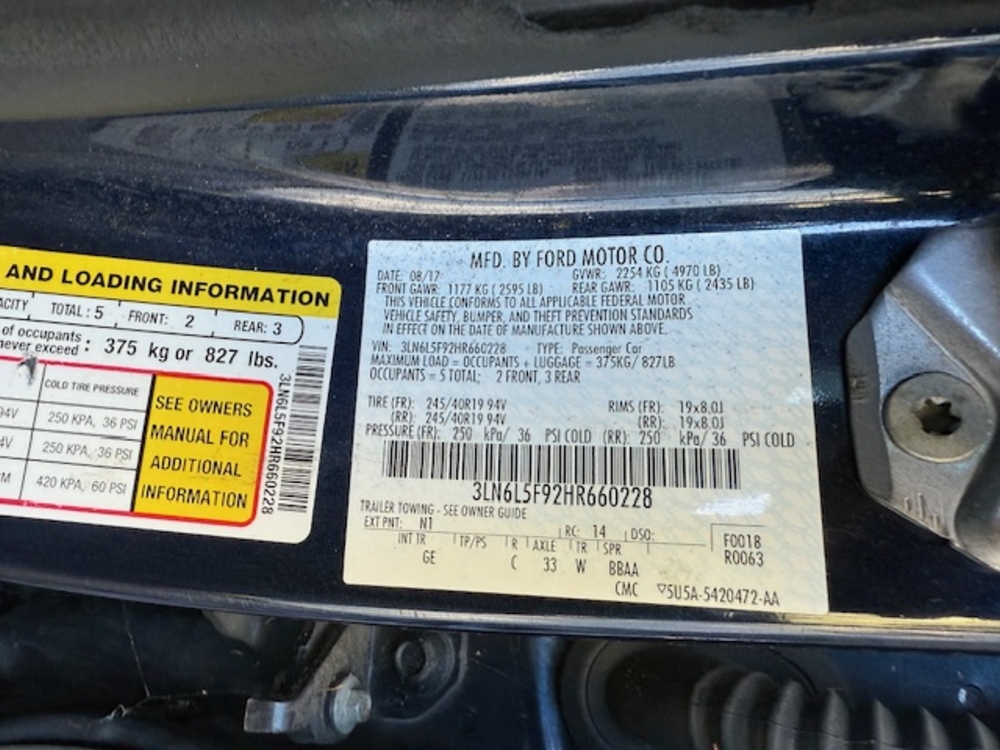 AND LOADING INFORMATION
TOTAL : 5 FRONT: 2 REAR: 3
of occupants
never exceed : 375 kg or 827 lbs.
COLD TIRE PRESSURE
94V 250 KPA, 36 PSI
4V 250 KPA, 36 PSI
420 KPA, 60 PSI
SEE OWNERS
MANUAL FOR
ADDITIONAL
INFORMATION
3LN6L5F92HR660228
MFD. BY FORD MOTOR CO.
DATE: 08/17 GVWR: 2254 KG ( 4970 LB)
FRONT GAWR: 1177 KG ( 2595 LB) REAR GAWR: 1105 KG ( 2435 LB)
THIS VEHICLE CONFORMS TO ALL APPLICABLE FEDERAL MOTOR
VEHICLE SAFETY, BUMPER, AND THEFT PREVENTION STANDARDS
IN EFFECT ON THE DATE OF MANUFACTURE SHOWN ABOVE.
VIN: 3LN6L5F92HR660228 TYPE: Passenger Car
MAXIMUM LOAD = OCCUPANTS + LUGGAGE = 375KG/ 827LB
OCCUPANTS = 5 TOTAL; 2 FRONT, 3 REAR
TIRE (FR): 245/40R19 94V RIMS (FR): 19x8.0J
(RR): 245/40R19 94V (RR): 19x8.0J
PRESSURE (FR): 250 kPa/ 36 PSI COLD (RR): 250 kPa/ 36 PSI COLD
3LN6L5F92HR660228
TRAILER TOWING - SEE OWNER GUIDE
EXT PNT: N1 RC: 14 DSO: F0018
INT TR TP/PS R AXLE TR SPR R0063
GE C 33 W BBAA
CMC ▽5U5A-5420472-AA